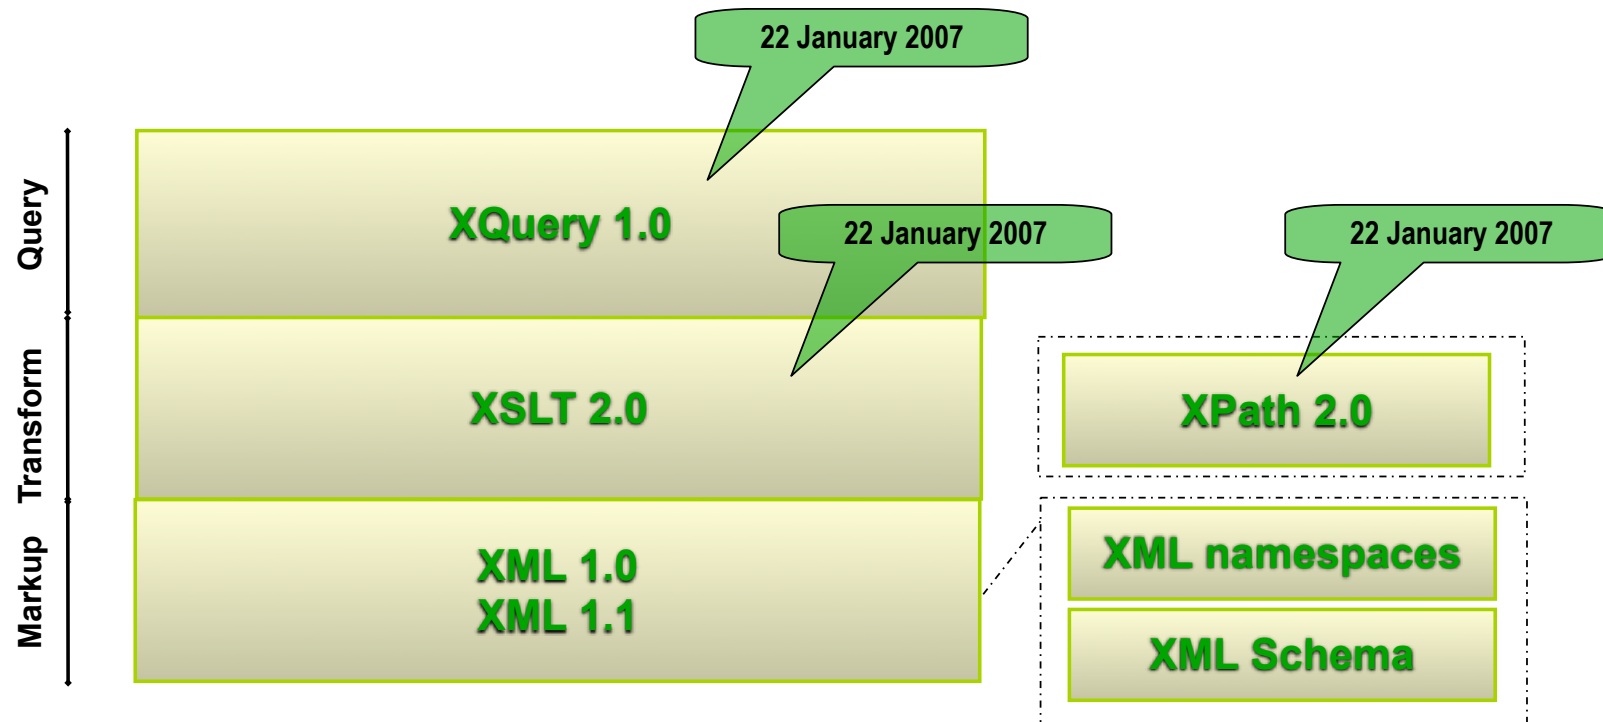 22 January 2007
Query
XQuery 1.0
22 January 2007
22 January 2007
Transform
XSLT 2.0
XPath 2.0
Markup
XML 1.0
XML 1.1
XML namespaces
XML Schema